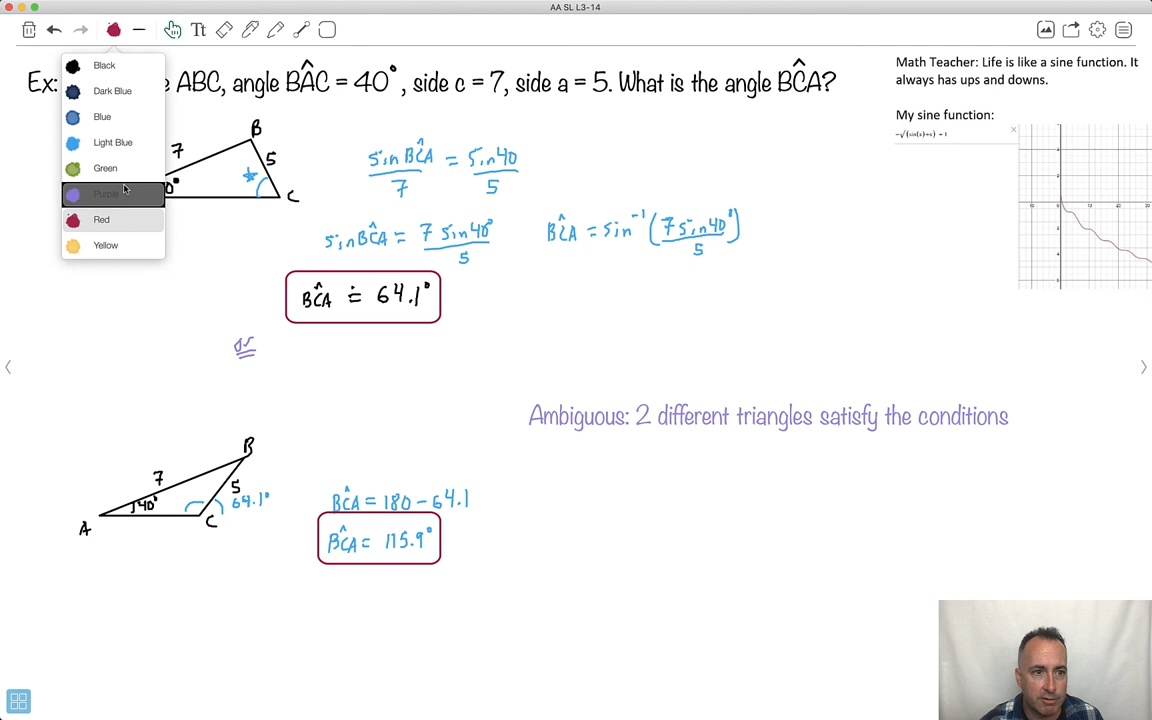 AA SL L3-14
Tt
Black
Dark Blue
Blue
Light Blue
Green
Purple
Red
Yellow
Ex: ABC, angle BÂC = 40°, side c = 7, side a = 5. What is the angle BĈA?
Math Teacher: Life is like a sine function. It
always has ups and downs.
My sine function:
7
B
5
0°
C
sin BĈA / 7 = sin 40 / 5
sin BĈA = 7 sin 40° / 5
BĈA = sin⁻¹ (7 sin 40° / 5)
BĈA ≐ 64.1°
or
Ambiguous: 2 different triangles satisfy the conditions
B
7
5
40°
64.1°
A
C
BĈA = 180 - 64.1
BĈA = 115.9°